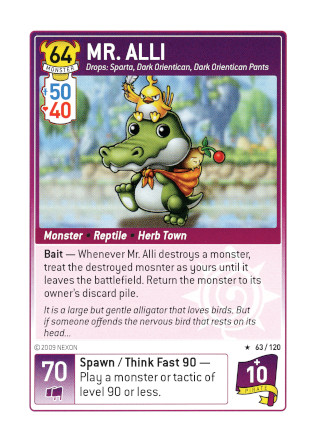 64
MONSTER
MR. ALLI
Drops: Sparta, Dark Orientican, Dark Orientican Pants
50
40
Monster • Reptile • Herb Town
Bait — Whenever Mr. Alli destroys a monster,
treat the destroyed mosnter as yours until it
leaves the battlefield. Return the monster to its
owner's discard pile.
It is a large but gentle alligator that loves birds. But
if someone offends the nervous bird that rests on its
head...
©2009 NEXON
★ 63/120
70
Spawn / Think Fast 90 —
Play a monster or tactic of
level 90 or less.
+
10
PIRATE